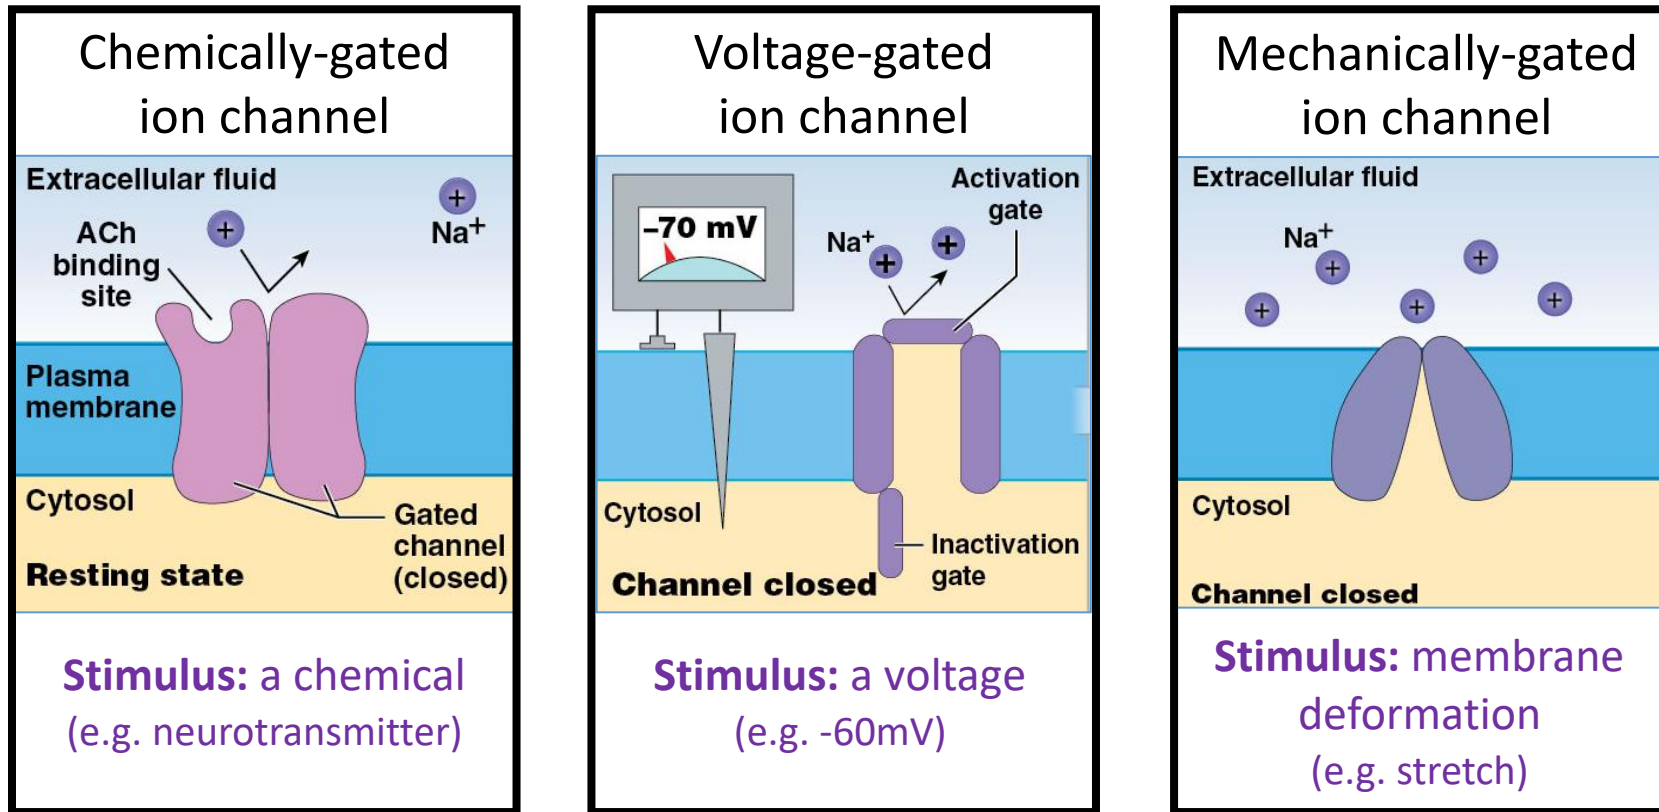 Chemically-gated
ion channel
Extracellular fluid
+
Na+
+
ACh
binding
site
Plasma
membrane
Cytosol
Gated
channel
(closed)
Resting state
Stimulus: a chemical
(e.g. neurotransmitter)
Voltage-gated
ion channel
Activation
gate
–70 mV
Na+
+
+
Cytosol
Inactivation
gate
Channel closed
Stimulus: a voltage
(e.g. -60mV)
Mechanically-gated
ion channel
Extracellular fluid
Na+
+
+
+
+
+
Cytosol
Channel closed
Stimulus: membrane
deformation
(e.g. stretch)